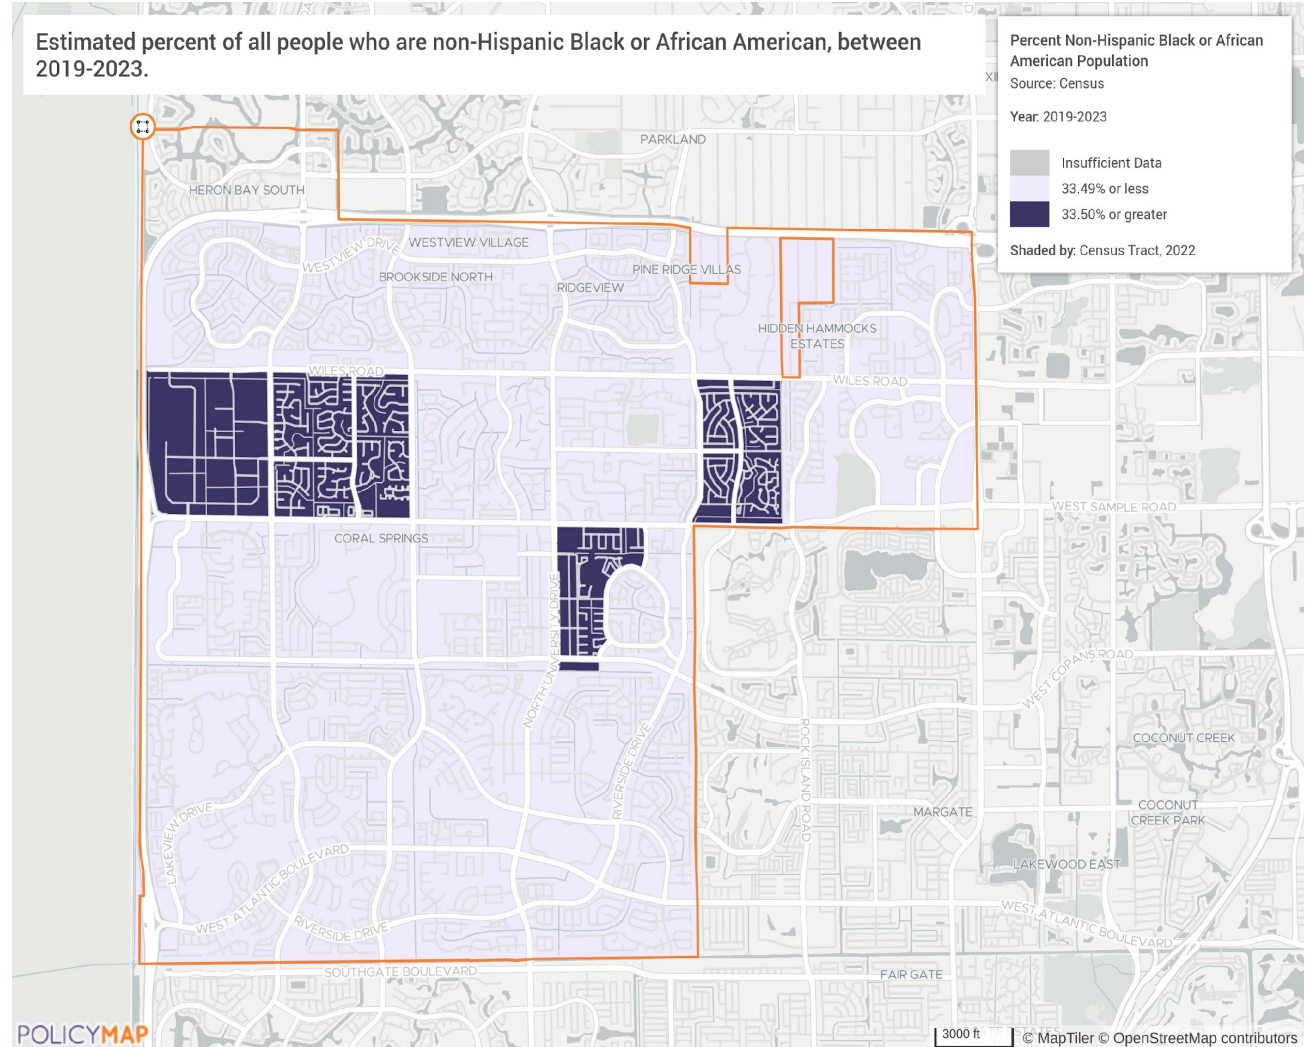 Estimated percent of all people who are non-Hispanic Black or African American, between
2019-2023.
Percent Non-Hispanic Black or African
American Population
Source: Census
Year: 2019-2023
Insufficient Data
33.49% or less
33.50% or greater
Shaded by: Census Tract, 2022
PARKLAND
HERON BAY SOUTH
WESTVIEW DRIVE
WESTVIEW VILLAGE
BROOKSIDE NORTH
PINE RIDGE VILLAS
RIDGEVIEW
HIDDEN HAMMOCKS
ESTATES
WILES ROAD
WILES ROAD
WEST SAMPLE ROAD
CORAL SPRINGS
NORTH UNIVERSITY DRIVE
WEST COPANS ROAD
RIVERSIDE DRIVE
ROCK ISLAND ROAD
COCONUT CREEK
LAKEVIEW DRIVE
MARGATE
COCONUT
CREEK PARK
LAKEWOOD EAST
WEST ATLANTIC BOULEVARD
RIVERSIDE DRIVE
WEST ATLANTIC BOULEVARD
SOUTHGATE BOULEVARD
FAIR GATE
POLICYMAP
3000 ft
© MapTiler © OpenStreetMap contributors